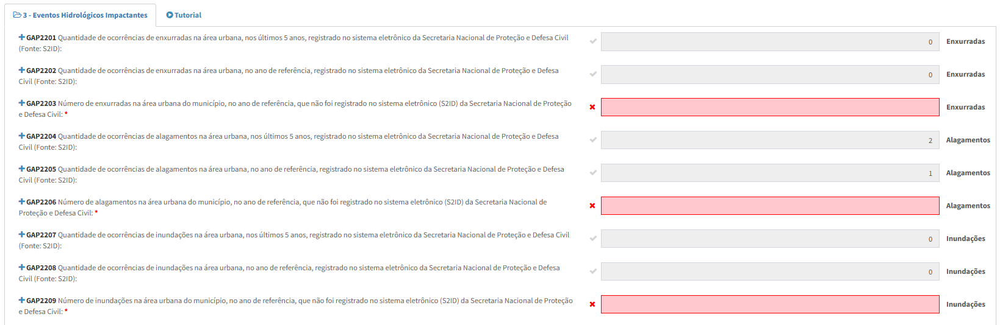 3 - Eventos Hidrológicos Impactantes
Tutorial
GAP2201 Quantidade de ocorrências de enxurradas na área urbana, nos últimos 5 anos, registrado no sistema eletrônico da Secretaria Nacional de Proteção e Defesa Civil
(Fonte: S2ID):
0
Enxurradas
GAP2202 Quantidade de ocorrências de enxurradas na área urbana, no ano de referência, registrado no sistema eletrônico da Secretaria Nacional de Proteção e Defesa
Civil (Fonte: S2ID):
0
Enxurradas
GAP2203 Número de enxurradas na área urbana do município, no ano de referência, que não foi registrado no sistema eletrônico (S2ID) da Secretaria Nacional de Proteção
e Defesa Civil: *
Enxurradas
GAP2204 Quantidade de ocorrências de alagamentos na área urbana, nos últimos 5 anos, registrado no sistema eletrônico da Secretaria Nacional de Proteção e Defesa
Civil (Fonte: S2ID):
2
Alagamentos
GAP2205 Quantidade de ocorrências de alagamentos na área urbana, no ano de referência, registrado no sistema eletrônico da Secretaria Nacional de Proteção e Defesa
Civil (Fonte: S2ID):
1
Alagamentos
GAP2206 Número de alagamentos na área urbana do município, no ano de referência, que não foi registrado no sistema eletrônico (S2ID) da Secretaria Nacional de
Proteção e Defesa Civil: *
Alagamentos
GAP2207 Quantidade de ocorrências de inundações na área urbana, nos últimos 5 anos, registrado no sistema eletrônico da Secretaria Nacional de Proteção e Defesa Civil
(Fonte: S2ID):
0
Inundações
GAP2208 Quantidade de ocorrências de inundações na área urbana, no ano de referência, registrado no sistema eletrônico da Secretaria Nacional de Proteção e Defesa
Civil (Fonte: S2ID):
0
Inundações
GAP2209 Número de inundações na área urbana do município, no ano de referência, que não foi registrado no sistema eletrônico (S2ID) da Secretaria Nacional de Proteção
e Defesa Civil: *
Inundações